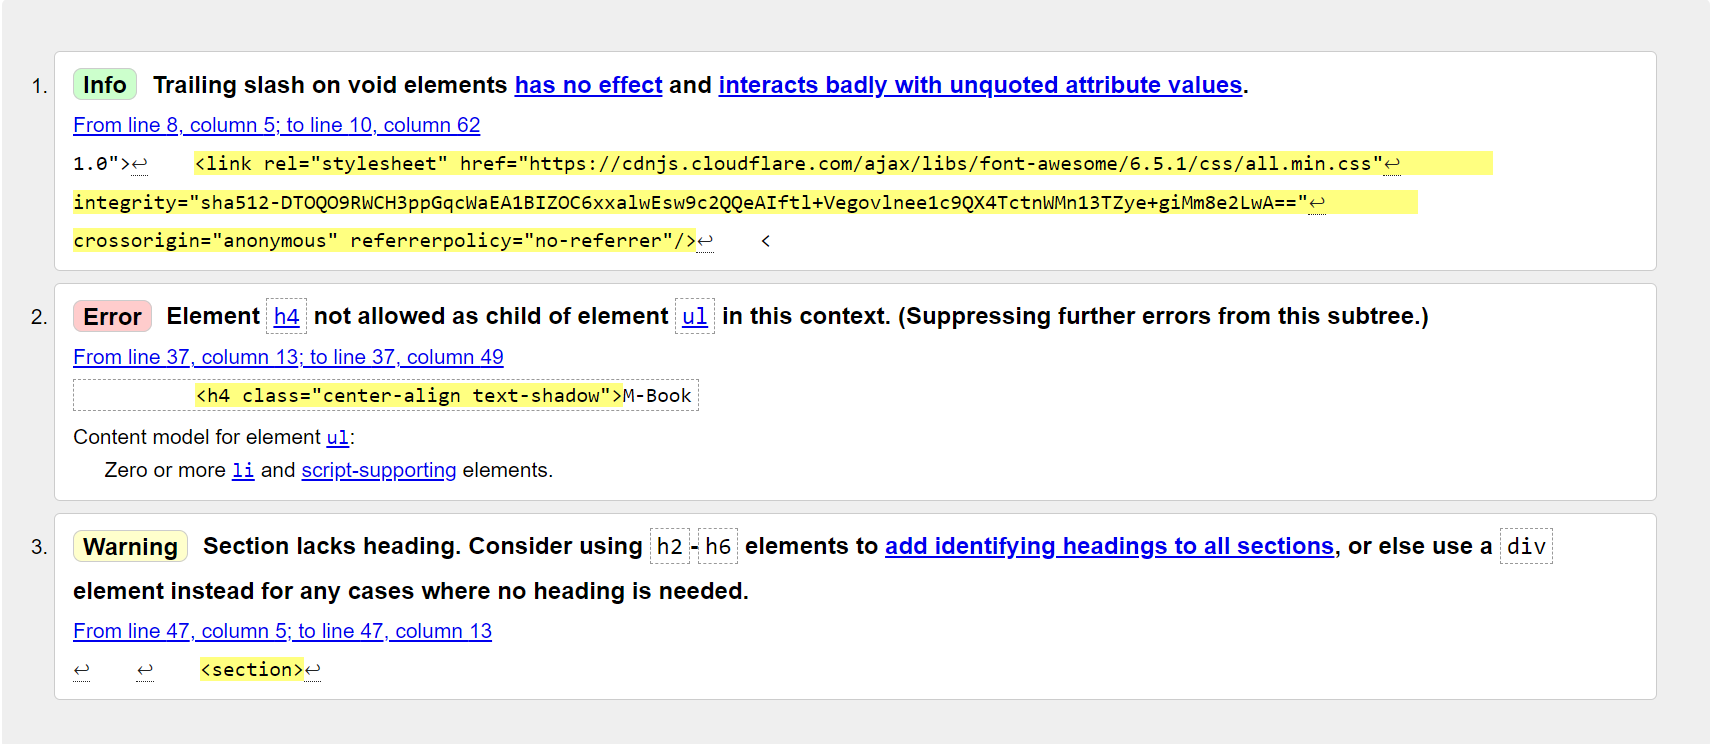 1. Info Trailing slash on void elements has no effect and interacts badly with unquoted attribute values.
From line 8, column 5; to line 10, column 62
1.0">↩ <link rel="stylesheet" href="https://cdnjs.cloudflare.com/ajax/libs/font-awesome/6.5.1/css/all.min.css"↩
integrity="sha512-DTOQO9RWCH3ppGqcWaEA1BIZOC6xxalwEsw9c2QQeAIftl+Vegovlnee1c9QX4TctnWMn13TZye+giMm8e2LwA=="↩
crossorigin="anonymous" referrerpolicy="no-referrer"/>↩ <
2. Error Element h4 not allowed as child of element ul in this context. (Suppressing further errors from this subtree.)
From line 37, column 13; to line 37, column 49
<h4 class="center-align text-shadow">M-Book
Content model for element ul:
Zero or more li and script-supporting elements.
3. Warning Section lacks heading. Consider using h2-h6 elements to add identifying headings to all sections, or else use a div
element instead for any cases where no heading is needed.
From line 47, column 5; to line 47, column 13
↩ ↩ <section>↩